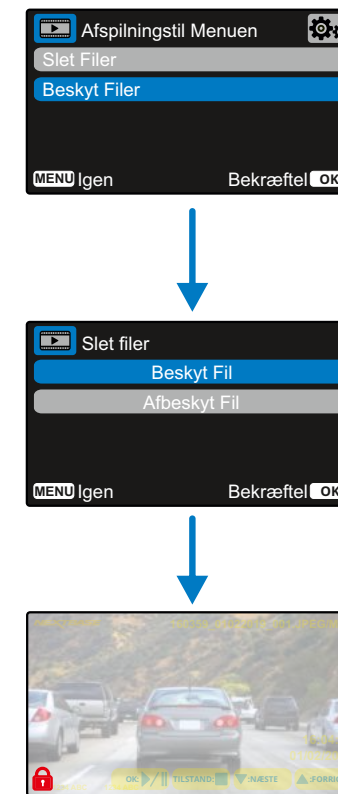 Afspilningstil Menuen
Slet Filer
Beskyt Filer
MENU Igen Bekræftel OK
Slet filer
Beskyt Fil
Afbeskyt Fil
MENU Igen Bekræftel OK
OK: TILSTAND: :NÆSTE